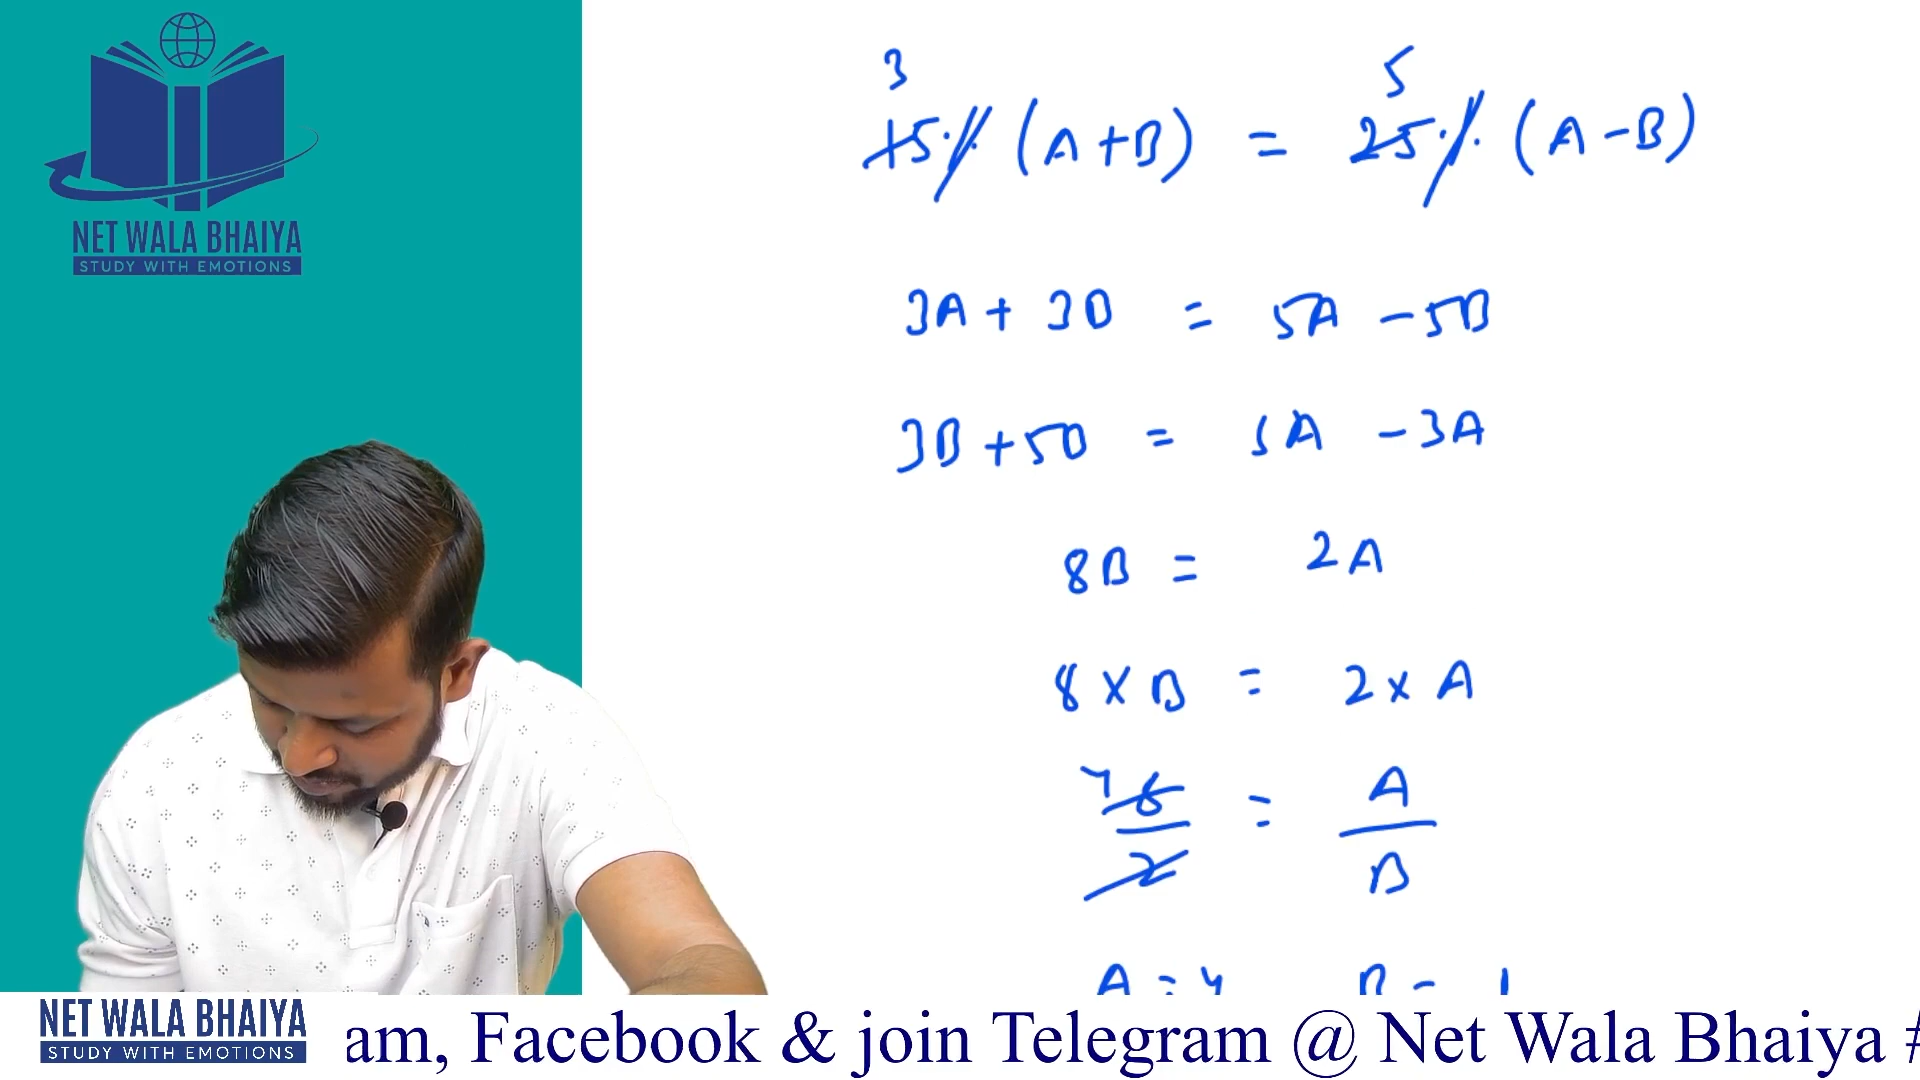 NET WALA BHAIYA
STUDY WITH EMOTIONS
3 5
15% (A+B) = 25% (A-B)
3A + 3B = 5A - 5B
3B + 5B = 5A - 3A
8B = 2A
8 × B = 2 × A
4 8 = A
2 B
A = 4 B = 1
NET WALA BHAIYA
STUDY WITH EMOTIONS
am, Facebook & join Telegram @ Net Wala Bhaiya #